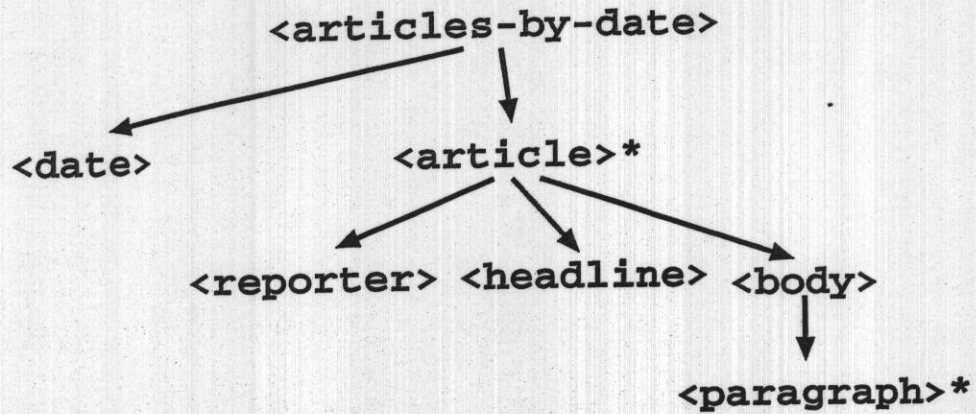 <articles-by-date>
<date> <article>*
<reporter> <headline> <body>
<paragraph>*